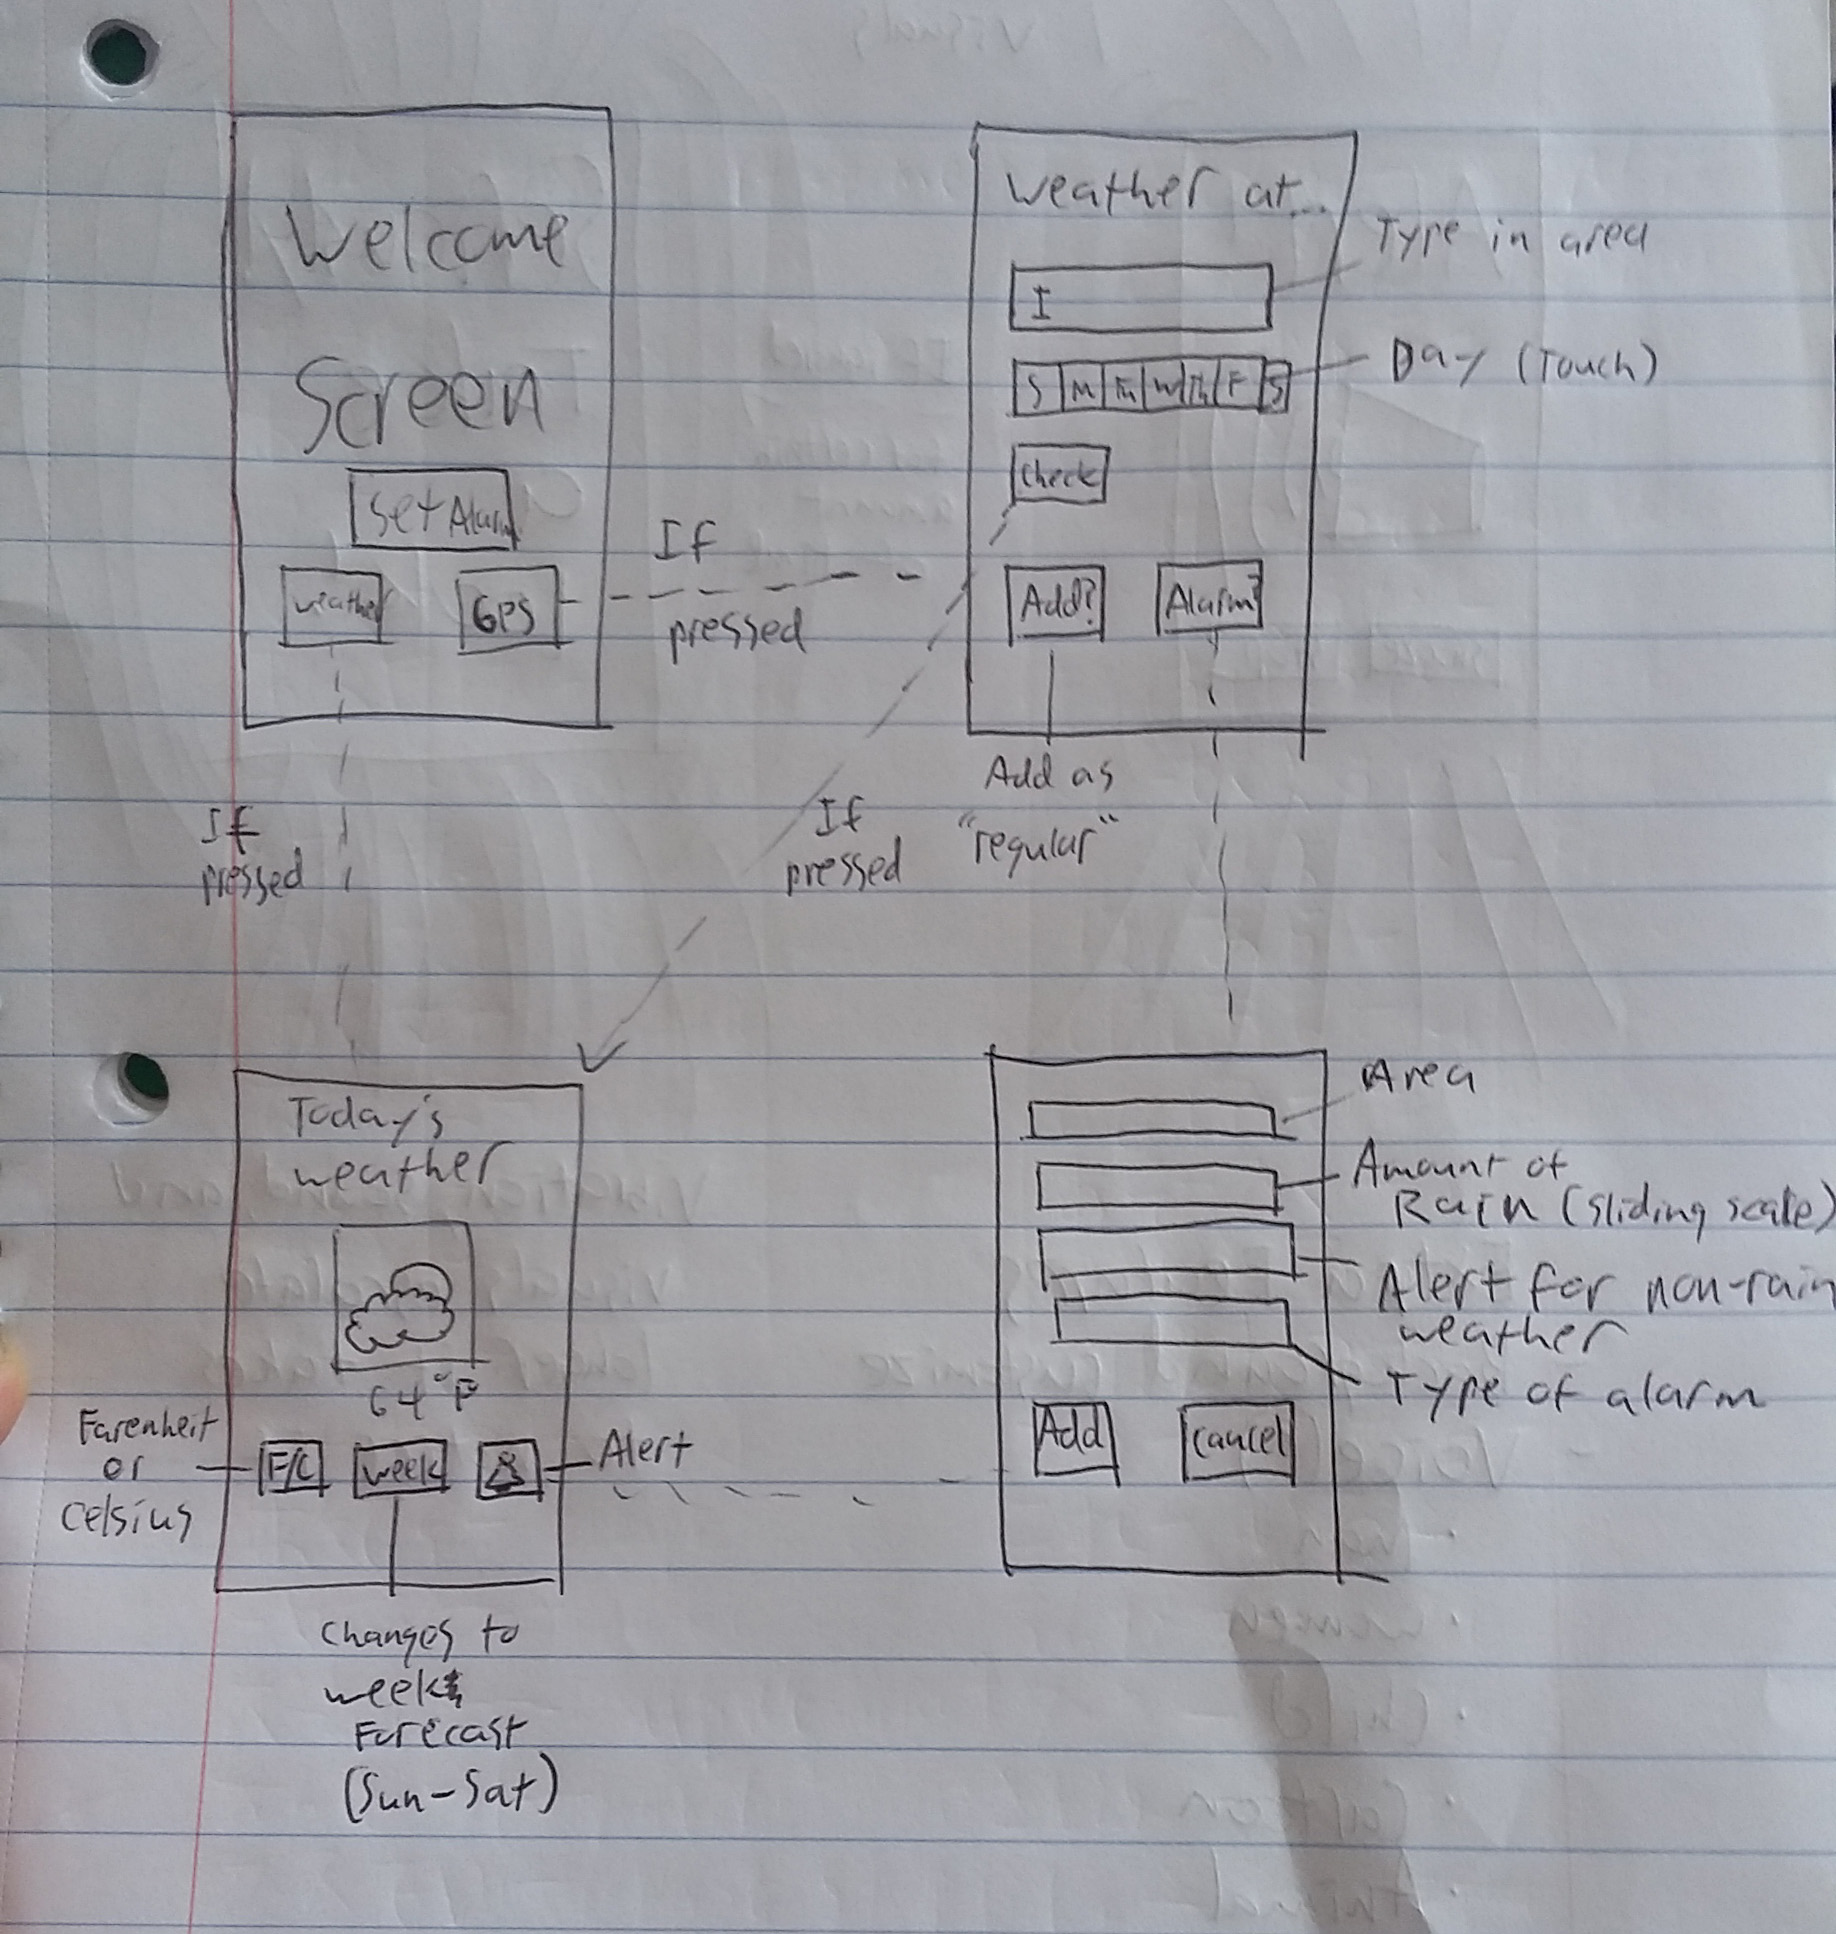 Welcome
Screen
Set Alarm
Weather
GPS
If
pressed
If
pressed
Weather at...
I
Type in area
S M Tu W Th F S
Day (Touch)
Check
Add?
Alarm?
Add as
"regular"
If
pressed
Today's
weather
64°F
F/C
Week
Farenheit
or
Celsius
Alert
Changes to
weeks
Forecast
(Sun-Sat)
Area
Amount of
Rain (sliding scale)
Alert for non-rain
weather
Type of alarm
Add
Cancel